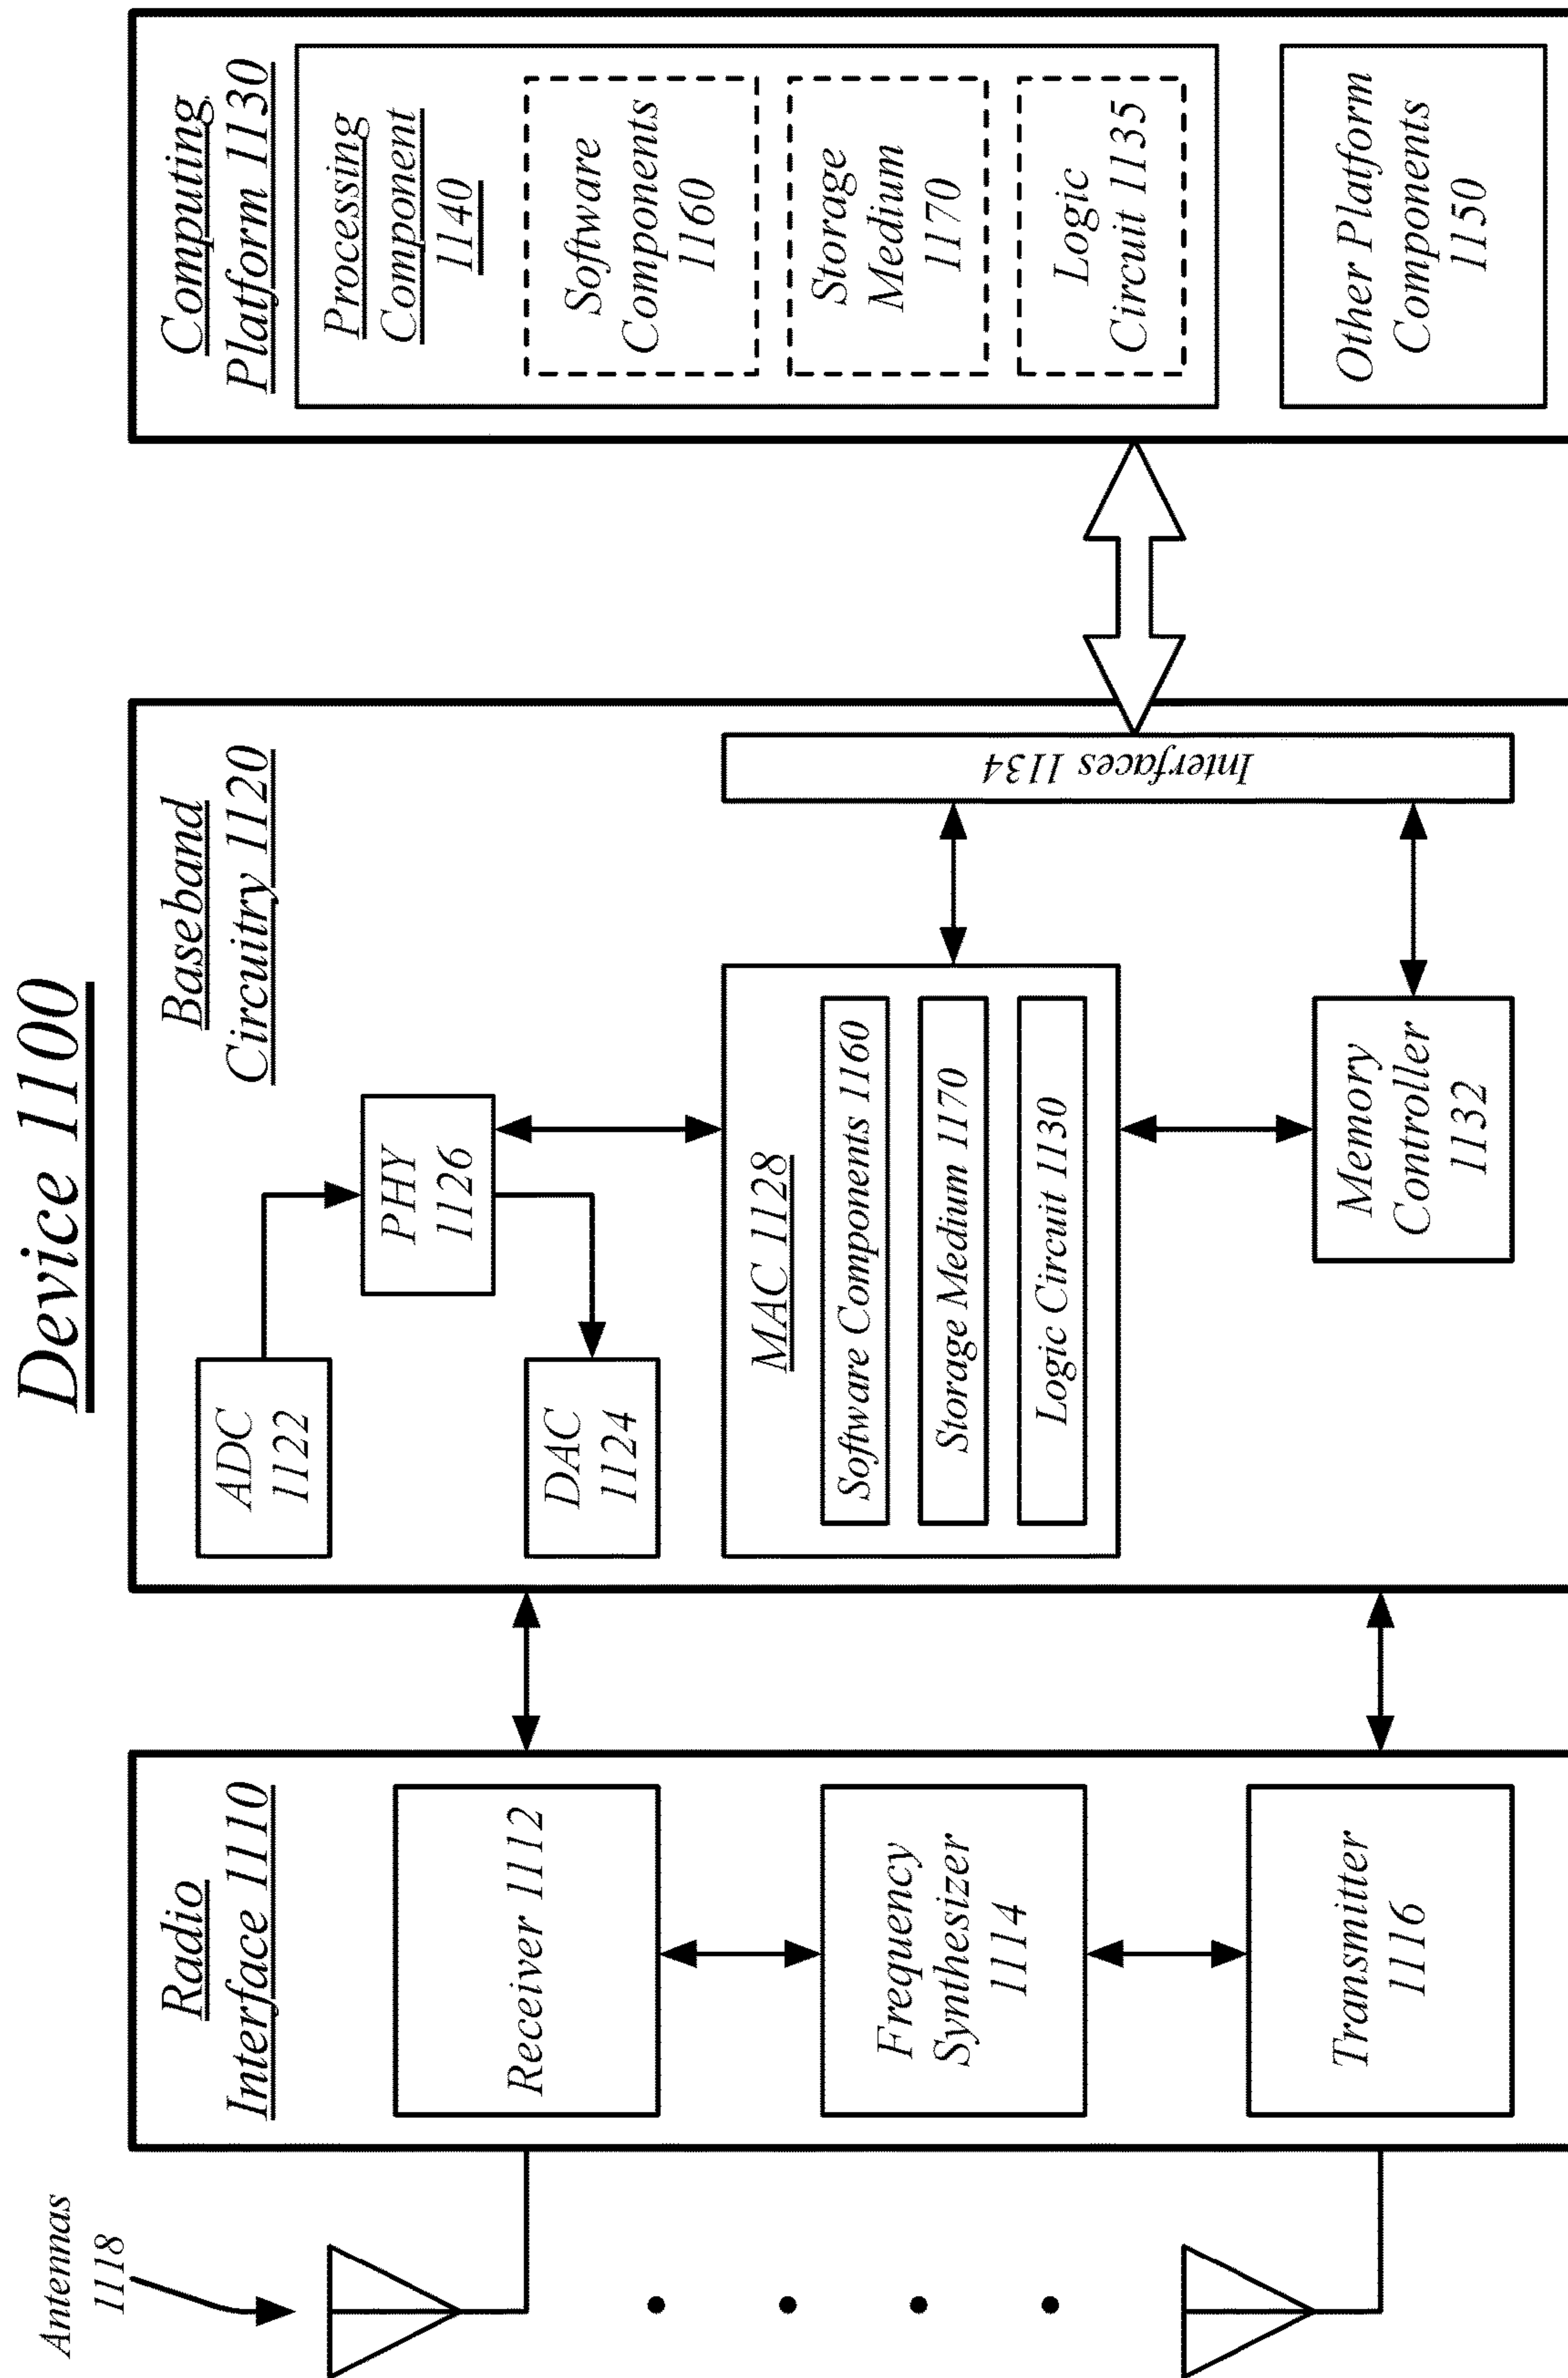 Device 1100
Antennas
1118
Radio
Interface 1110
Receiver 1112
Frequency
Synthesizer
1114
Transmitter
1116
Baseband
Circuitry 1120
ADC
1122
PHY
1126
DAC
1124
MAC 1128
Software Components 1160
Storage Medium 1170
Logic Circuit 1130
Memory
Controller
1132
Interfaces 1134
Computing
Platform 1130
Processing
Component
1140
Software
Components
1160
Storage
Medium
1170
Logic
Circuit 1135
Other Platform
Components
1150